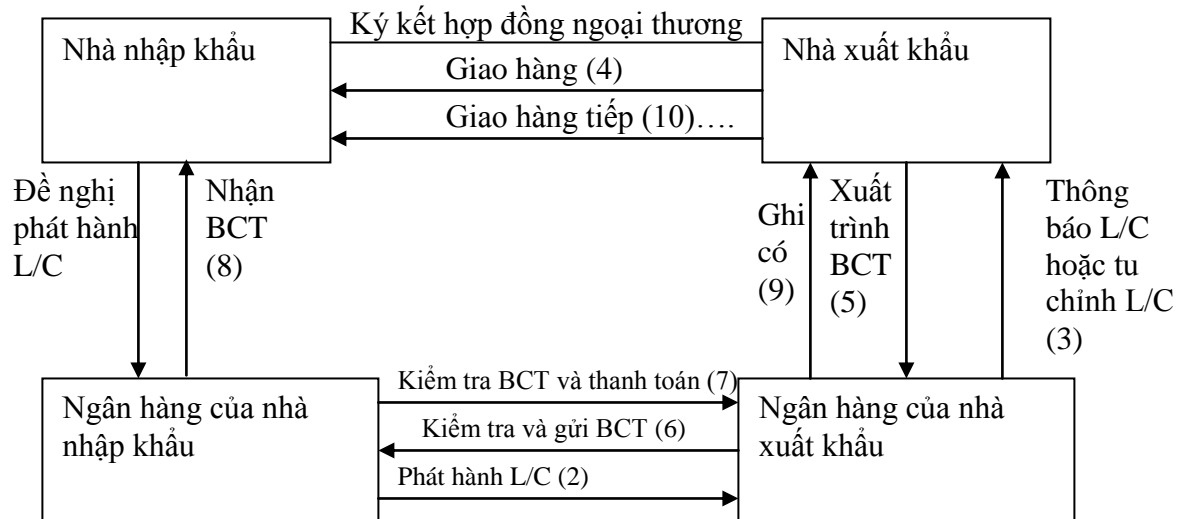 Nhà nhập khẩu
Ký kết hợp đồng ngoại thương
Giao hàng (4)
Giao hàng tiếp (10)….
Nhà xuất khẩu
Đề nghị
phát hành
L/C
Nhận
BCT
(8)
Ghi
có
(9)
Xuất
trình
BCT
(5)
Thông
báo L/C
hoặc tu
chỉnh L/C
(3)
Ngân hàng của nhà
nhập khẩu
Kiểm tra BCT và thanh toán (7)
Kiểm tra và gửi BCT (6)
Phát hành L/C (2)
Ngân hàng của nhà
xuất khẩu